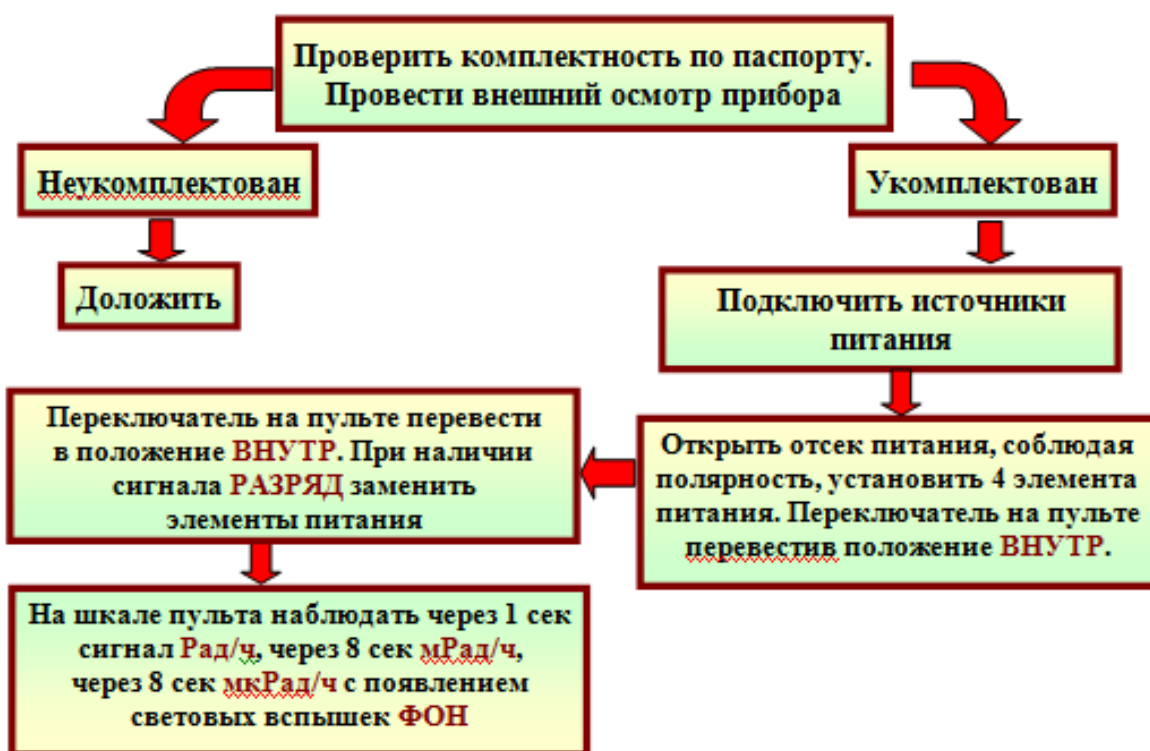 Проверить комплектность по паспорту.
Провести внешний осмотр прибора
Неукомплектован
Укомплектован
Доложить
Подключить источники
питания
Открыть отсек питания, соблюдая
полярность, установить 4 элемента
питания. Переключатель на пульте
перевестив положение ВНУТР.
Переключатель на пульте перевести
в положение ВНУТР. При наличии
сигнала РАЗРЯД заменить
элементы питания
На шкале пульта наблюдать через 1 сек
сигнал Рад/ч, через 8 сек мРад/ч,
через 8 сек мкРад/ч с появлением
световых вспышек ФОН